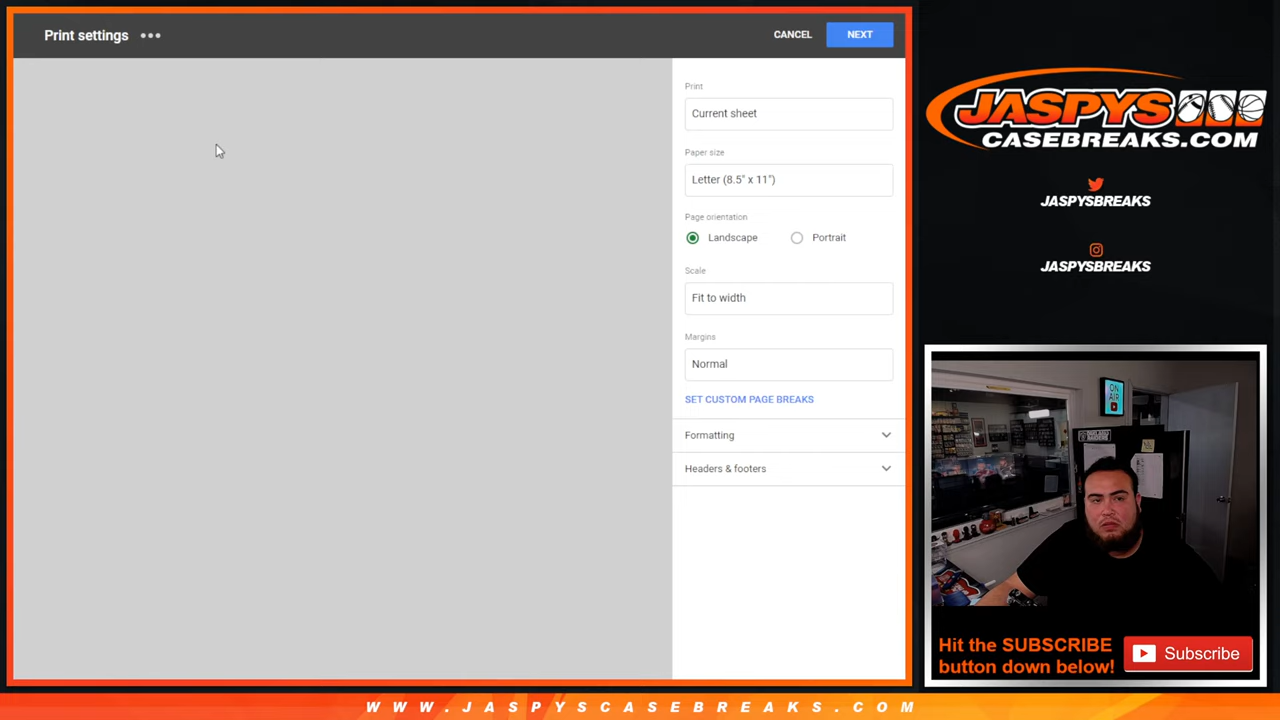 Print settings
CANCEL
NEXT
Print
Current sheet
Paper size
Letter (8.5" x 11")
Page orientation
Landscape
Portrait
Scale
Fit to width
Margins
Normal
SET CUSTOM PAGE BREAKS
Formatting
Headers & footers
JASPYS
CASEBREAKS.COM
JASPYSBREAKS
JASPYSBREAKS
ON
AIR
Hit the SUBSCRIBE
button down below!
Subscribe
WWW.JASPYSCASEBREAKS.COM